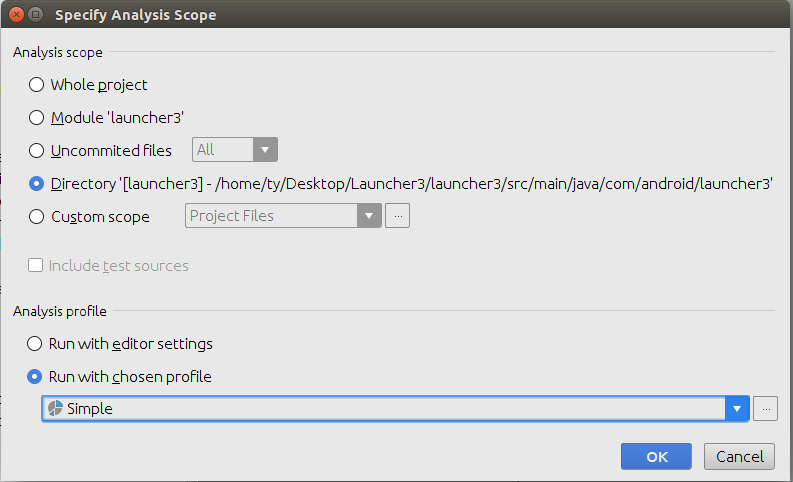 Specify Analysis Scope
Analysis scope
Whole project
Module 'launcher3'
Uncommited files All
Directory '[launcher3] - /home/ty/Desktop/Launcher3/launcher3/src/main/java/com/android/launcher3'
Custom scope Project Files ...
Include test sources
Analysis profile
Run with editor settings
Run with chosen profile
Simple ...
OK Cancel